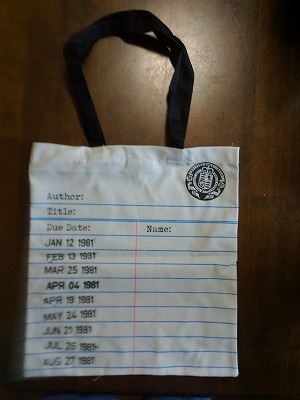 Author:
Title:
Due Date: Name:
JAN 12 1981
FEB 13 1981
MAR 25 1981
APR 04 1981
APR 19 1981
MAY 24 1981
JUN 21 1981
JUL 26 1981
AUG 27 1981